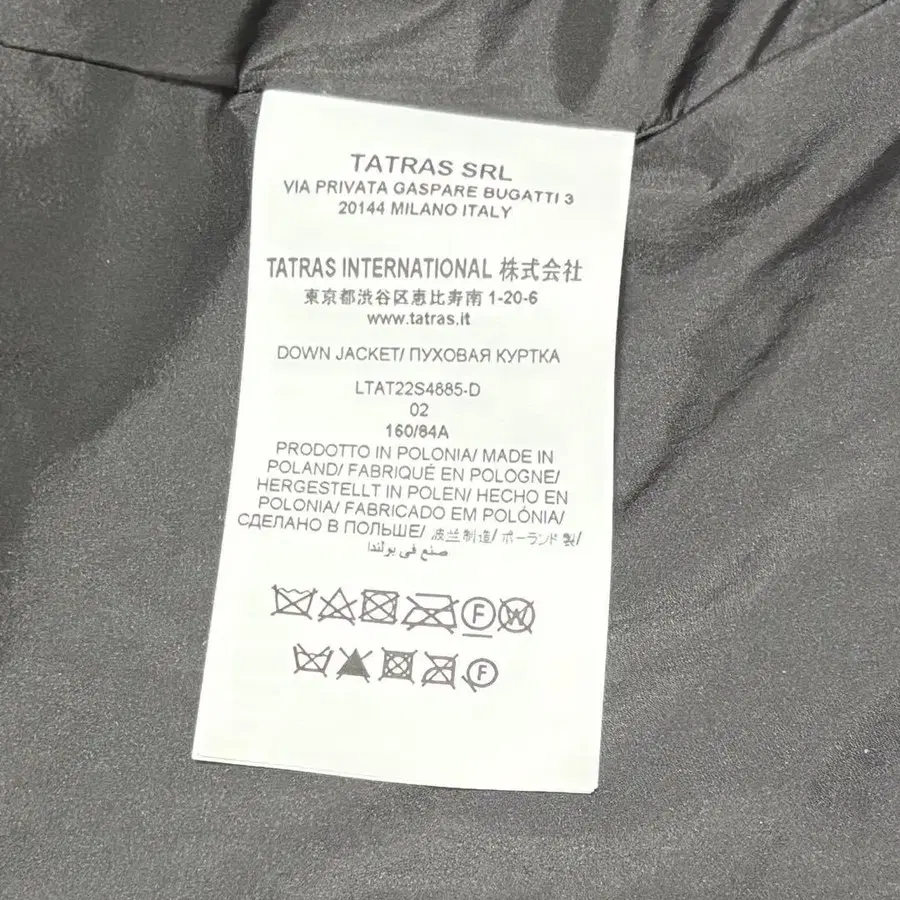 TATRAS SRL
VIA PRIVATA GASPARE BUGATTI 3
20144 MILANO ITALY
TATRAS INTERNATIONAL 株式会社
東京都渋谷区恵比寿南 1-20-6
www.tatras.it
DOWN JACKET/ ПУХОВАЯ КУРТКА
LTAT22S4885-D
02
160/84A
PRODOTTO IN POLONIA/ MADE IN
POLAND/ FABRIQUÉ EN POLOGNE/
HERGESTELLT IN POLEN/ HECHO EN
POLONIA/ FABRICADO EM POLÓNIA/
СДЕЛАНО В ПОЛЬШЕ/ 波兰制造/ ポーランド 製/
صنع في بولندا
F W
F